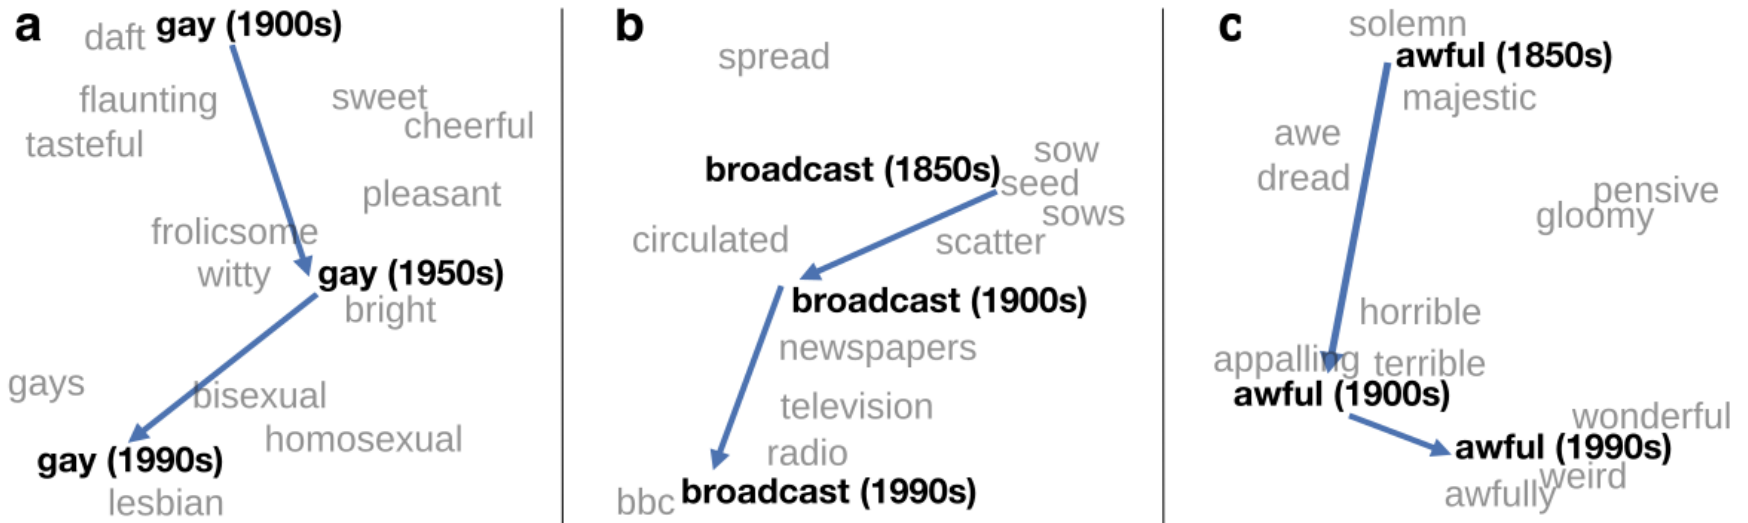 a
daft gay (1900s)
flaunting
sweet
cheerful
tasteful
pleasant
frolicsome
witty
gay (1950s)
bright
gays
bisexual
homosexual
gay (1990s)
lesbian
b
spread
sow
broadcast (1850s)
seed
sows
circulated
scatter
broadcast (1900s)
newspapers
television
radio
bbc broadcast (1990s)
c
solemn
awful (1850s)
majestic
awe
dread
pensive
gloomy
horrible
appalling terrible
awful (1900s)
wonderful
awful (1990s)
weird
awfully